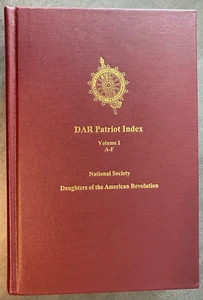 DAR Patriot Index
Volume I
A-F
National Society
Daughters of the American Revolution